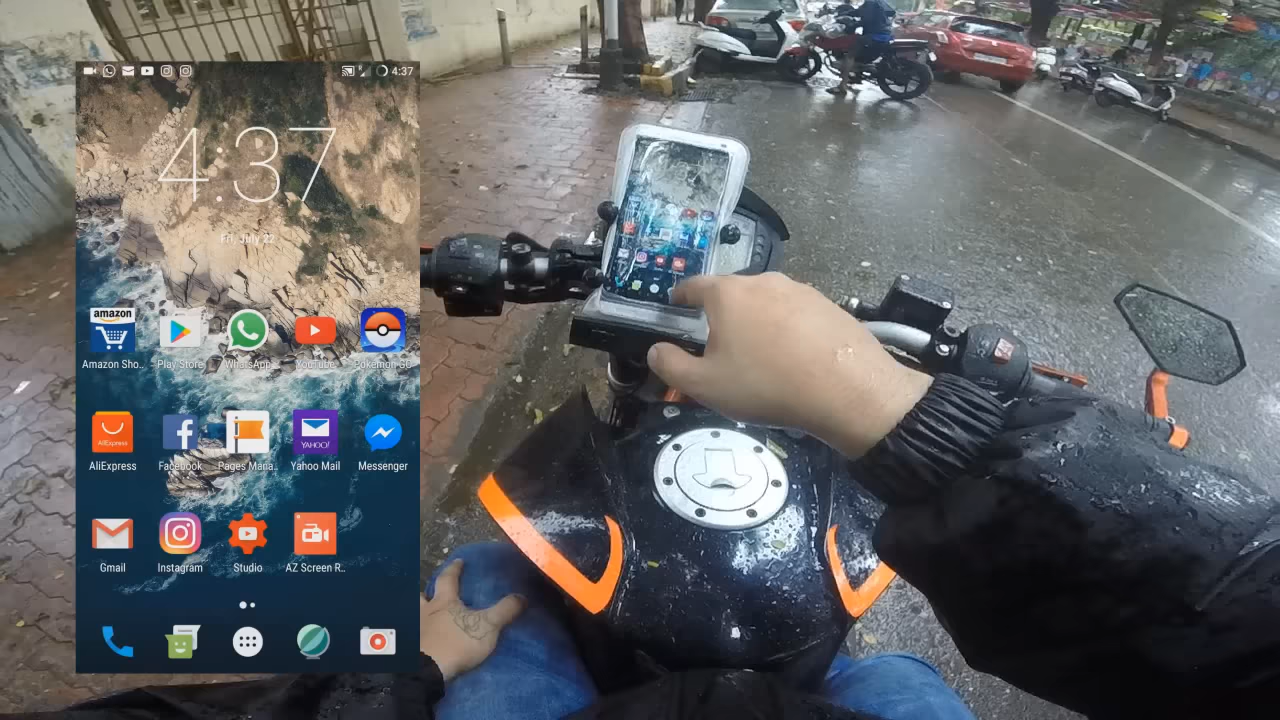 4:37
4:37
Fri, July 22
amazon
Amazon Sho..
Play Store
WhatsApp
YouTube
Pokémon GO
AliExpress
AliExpress
Facebook
Pages Mana..
YAHOO!
Yahoo Mail
Messenger
Gmail
Instagram
Studio
AZ Screen R..